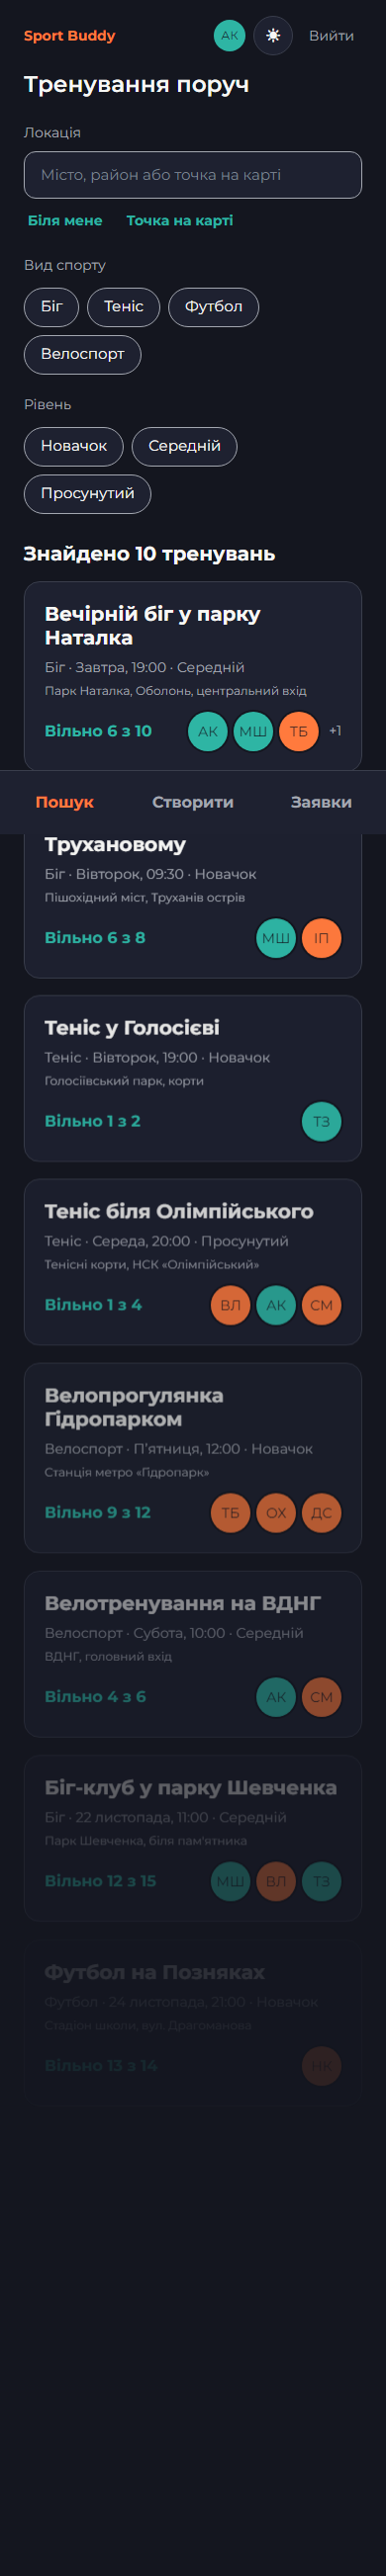 Sport Buddy АК Вийти
Тренування поруч
Локація
Місто, район або точка на карті
Біля мене Точка на карті
Вид спорту
Біг Теніс Футбол
Велоспорт
Рівень
Новачок Середній
Просунутий
Знайдено 10 тренувань
Вечірній біг у парку
Наталка
Біг · Завтра, 19:00 · Середній
Парк Наталка, Оболонь, центральний вхід
Вільно 6 з 10 АК МШ ТБ +1
Пошук Створити Заявки
Трухановому
Біг · Вівторок, 09:30 · Новачок
Пішохідний міст, Труханів острів
Вільно 6 з 8 МШ ІП
Теніс у Голосієві
Теніс · Вівторок, 19:00 · Новачок
Голосіївський парк, корти
Вільно 1 з 2 ТЗ
Теніс біля Олімпійського
Теніс · Середа, 20:00 · Просунутий
Тенісні корти, НСК «Олімпійський»
Вільно 1 з 4 ВЛ АК СМ
Велопрогулянка
Гідропарком
Велоспорт · П'ятниця, 12:00 · Новачок
Станція метро «Гідропарк»
Вільно 9 з 12 ТБ ОХ ДС
Велотренування на ВДНГ
Велоспорт · Субота, 10:00 · Середній
ВДНГ, головний вхід
Вільно 4 з 6 АК СМ
Біг-клуб у парку Шевченка
Біг · 22 листопада, 11:00 · Середній
Парк Шевченка, біля пам'ятника
Вільно 12 з 15 МШ ВЛ ТЗ
Футбол на Позняках
Футбол · 24 листопада, 21:00 · Новачок
Стадіон школи, вул. Драгоманова
Вільно 13 з 14 НК